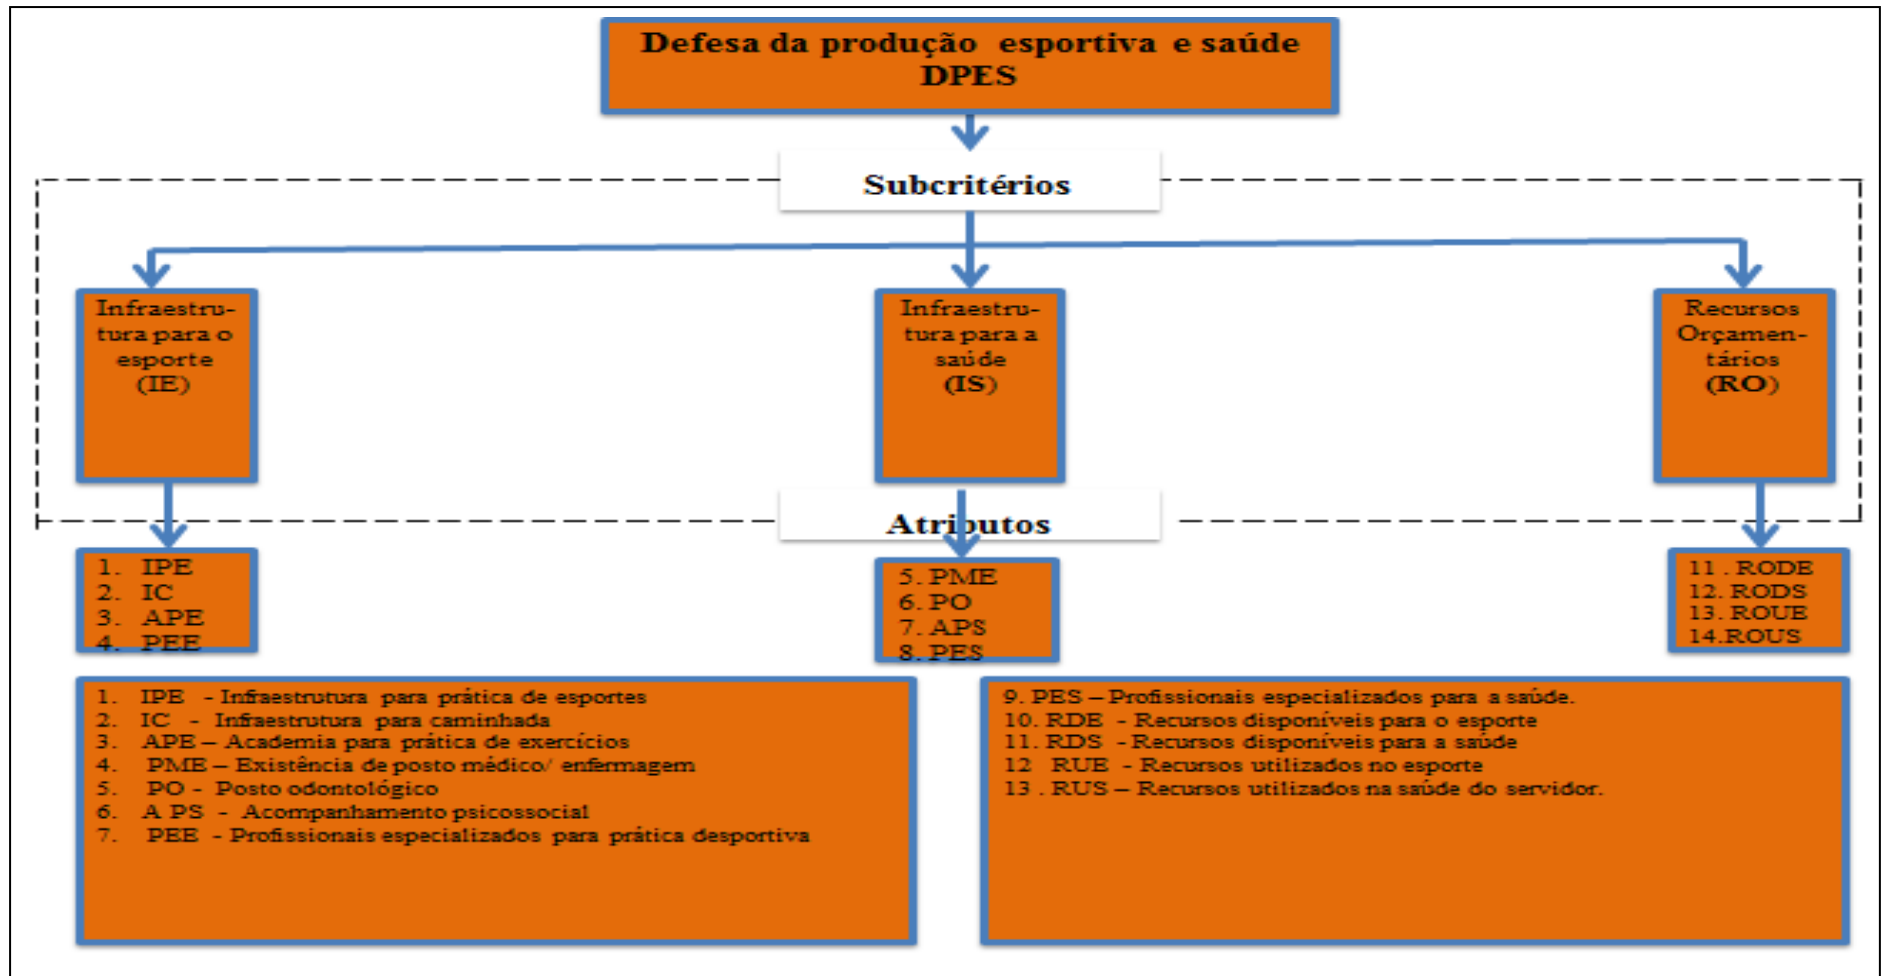 Defesa da produção esportiva e saúde
DPES
Subcritérios
Infraestru-
tura para o
esporte
(IE)
Infraestru-
tura para a
saúde
(IS)
Recursos
Orçamen-
tários
(RO)
Atributos
1. IPE
2. IC
3. APE
4. PEE
5. PME
6. PO
7. APS
8. PES
11 . RODE
12. RODS
13. ROUE
14.ROUS
1. IPE - Infraestrutura para prática de esportes
2. IC - Infraestrutura para caminhada
3. APE – Academia para prática de exercícios
4. PME – Existência de posto médico/ enfermagem
5. PO - Posto odontológico
6. A PS - Acompanhamento psicossocial
7. PEE - Profissionais especializados para prática desportiva
9. PES – Profissionais especializados para a saúde.
10. RDE - Recursos disponíveis para o esporte
11. RDS - Recursos disponíveis para a saúde
12 RUE - Recursos utilizados no esporte
13 . RUS – Recursos utilizados na saúde do servidor.